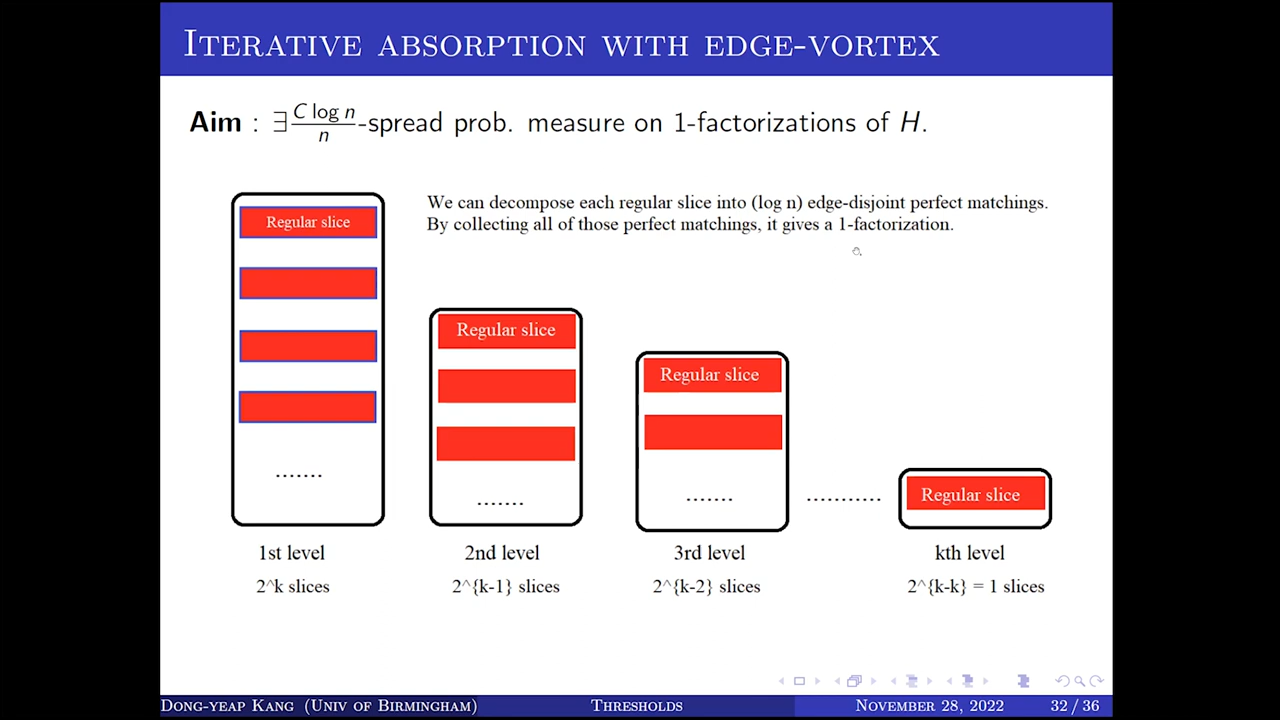 ITERATIVE ABSORPTION WITH EDGE-VORTEX
Aim : ∃ C log n / n -spread prob. measure on 1-factorizations of H.
We can decompose each regular slice into (log n) edge-disjoint perfect matchings.
By collecting all of those perfect matchings, it gives a 1-factorization.
Regular slice
Regular slice
Regular slice
Regular slice
.......
.......
.......
...........
1st level
2nd level
3rd level
kth level
2^k slices
2^{k-1} slices
2^{k-2} slices
2^{k-k} = 1 slices
DONG-YEAP KANG (UNIV OF BIRMINGHAM)
THRESHOLDS
NOVEMBER 28, 2022
32 / 36